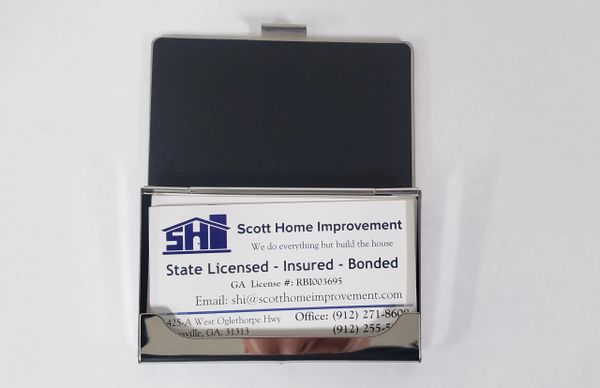 SHI
Scott Home Improvement
We do everything but build the house
State Licensed - Insured - Bonded
GA License #: RBI003695
Email: shi@scotthomeimprovement.com
425-A West Oglethorpe Hwy
Office: (912) 271-8608
GA. 31313
(912) 255-